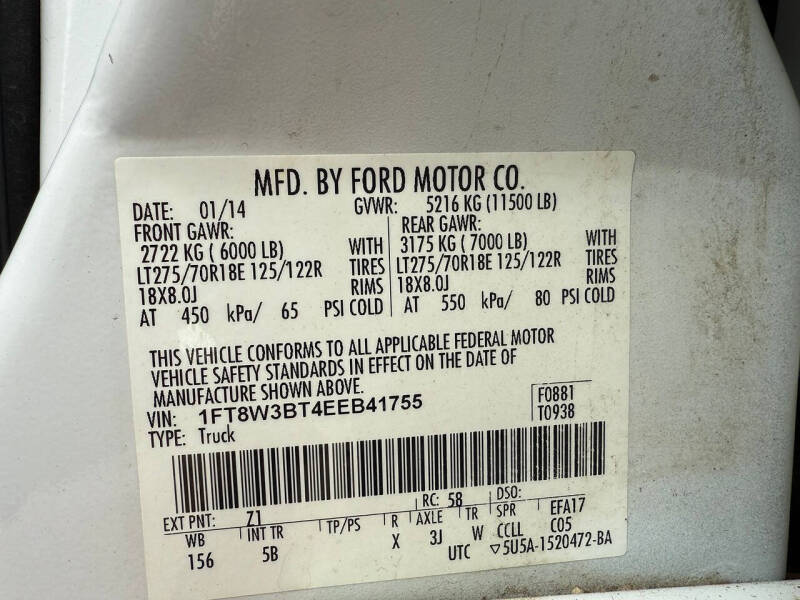 MFD. BY FORD MOTOR CO.
DATE: 01/14 GVWR: 5216 KG (11500 LB)
FRONT GAWR: REAR GAWR:
2722 KG ( 6000 LB) WITH 3175 KG ( 7000 LB) WITH
LT275/70R18E 125/122R TIRES LT275/70R18E 125/122R TIRES
18X8.0J RIMS 18X8.0J RIMS
AT 450 kPa/ 65 PSI COLD AT 550 kPa/ 80 PSI COLD
THIS VEHICLE CONFORMS TO ALL APPLICABLE FEDERAL MOTOR
VEHICLE SAFETY STANDARDS IN EFFECT ON THE DATE OF
MANUFACTURE SHOWN ABOVE.
VIN: 1FT8W3BT4EEB41755 F0881
TYPE: Truck T0938
EXT PNT: Z1 RC: 58 DSO:
WB INT TR TP/PS R AXLE TR SPR EFA17
156 5B X 3J W CCLL C05
UTC ▽5U5A-1520472-BA